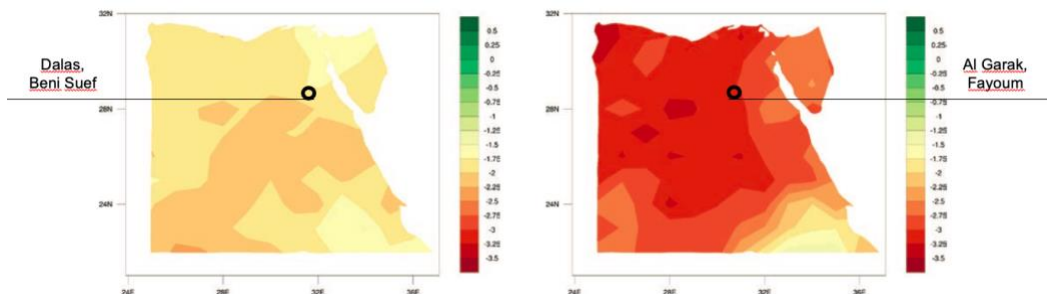 Dalas,
Beni Suef
32N
28N
24N
24E
28E
32E
36E
0.5
0.25
0
-0.25
-0.5
-0.75
-1
-1.25
-1.5
-1.75
-2
-2.25
-2.5
-2.75
-3
-3.5
32N
28N
24N
24E
28E
32E
36E
0.5
0.25
0
-0.25
-0.5
-0.75
-1
-1.25
-1.5
-1.75
-2
-2.25
-2.5
-2.75
-3
-3.5
Al Garak,
Fayoum